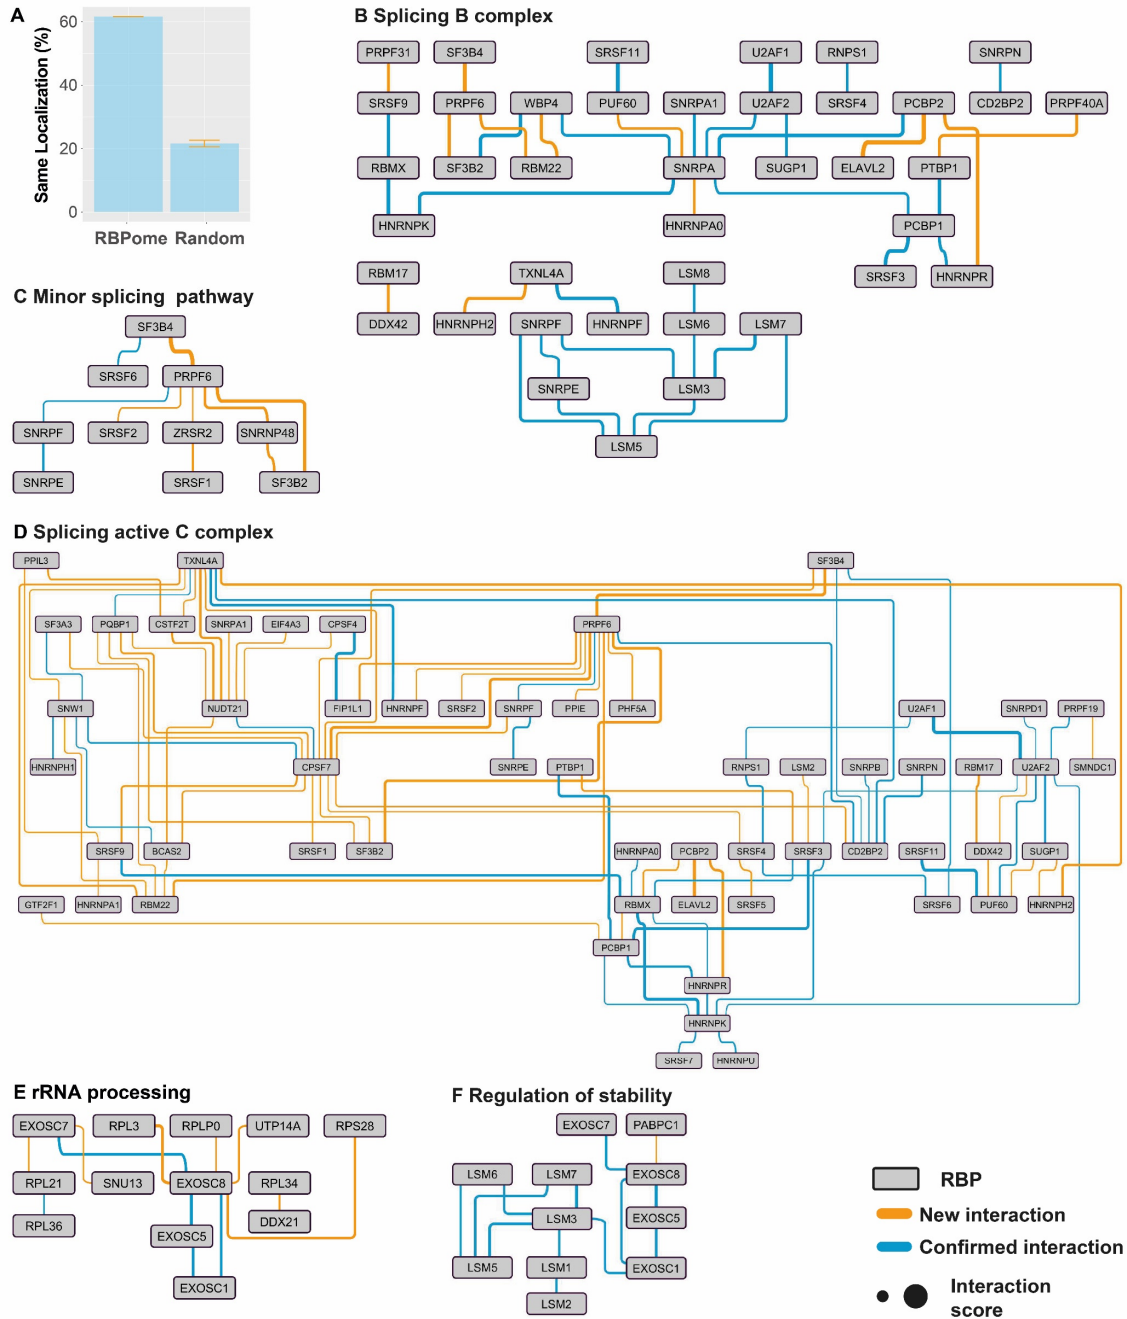 A
Same Localization (%)
60
40
20
0
RBPome Random
B Splicing B complex
PRPF31 SF3B4 SRSF11 U2AF1 RNPS1 SNRPN
SRSF9 PRPF6 WBP4 PUF60 SNRPA1 U2AF2 SRSF4 PCBP2 CD2BP2 PRPF40A
RBMX SF3B2 RBM22 SNRPA SUGP1 ELAVL2 PTBP1
HNRNPK HNRNPA0 PCBP1
SRSF3 HNRNPR
RBM17 TXNL4A LSM8
DDX42 HNRNPH2 SNRPF HNRNPF LSM6 LSM7
SNRPE LSM3
LSM5
C Minor splicing pathway
SF3B4
SRSF6 PRPF6
SNRPF SRSF2 ZRSR2 SNRNP48
SNRPE SRSF1 SF3B2
D Splicing active C complex
PPIL3 TXNL4A SF3B4
SF3A3 PQBP1 CSTF2T SNRPA1 EIF4A3 CPSF4 PRPF6
SNW1 NUDT21 FIP1L1 HNRNPF SRSF2 SNRPF PPIE PHF5A U2AF1 SNRPD1 PRPF19
HNRNPH1 CPSF7 SNRPE PTBP1 RNPS1 LSM2 SNRPB SNRPN RBM17 U2AF2 SMNDC1
SRSF9 BCAS2 SRSF1 SF3B2 HNRNPA0 PCBP2 SRSF4 SRSF3 CD2BP2 SRSF11 DDX42 SUGP1
GTF2F1 HNRNPA1 RBM22 RBMX ELAVL2 SRSF5 SRSF6 PUF60 HNRNPH2
PCBP1
HNRNPR
HNRNPK
SRSF7 HNRNPU
E rRNA processing
EXOSC7 RPL3 RPLP0 UTP14A RPS28
RPL21 SNU13 EXOSC8 RPL34
RPL36 EXOSC5 DDX21
EXOSC1
F Regulation of stability
EXOSC7 PABPC1
LSM6 LSM7 EXOSC8
LSM3 EXOSC5
LSM5 LSM1 EXOSC1
LSM2
RBP
New interaction
Confirmed interaction
Interaction
score